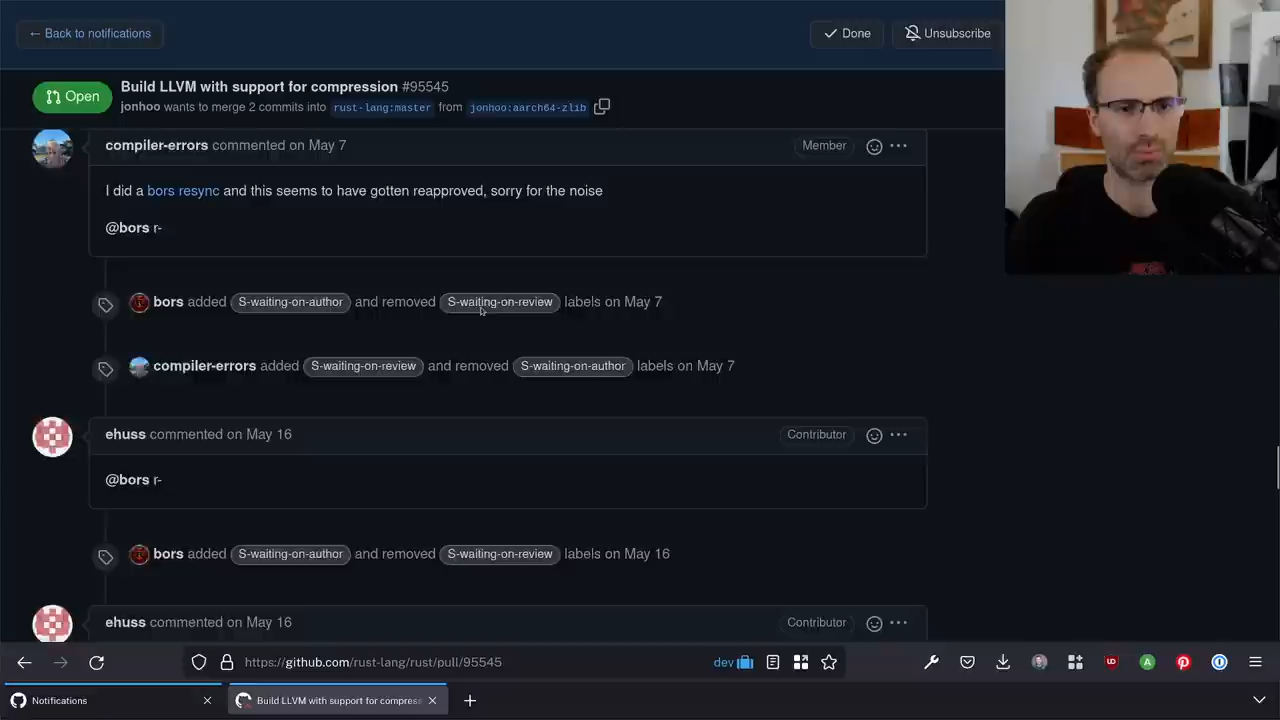 ← Back to notifications
Done
Unsubscribe
Open
Build LLVM with support for compression #95545
jonhoo wants to merge 2 commits into rust-lang:master from jonhoo:aarch64-zlib
compiler-errors commented on May 7
Member
I did a bors resync and this seems to have gotten reapproved, sorry for the noise
@bors r-
bors added S-waiting-on-author and removed S-waiting-on-review labels on May 7
compiler-errors added S-waiting-on-review and removed S-waiting-on-author labels on May 7
ehuss commented on May 16
Contributor
@bors r-
bors added S-waiting-on-author and removed S-waiting-on-review labels on May 16
ehuss commented on May 16
Contributor
https://github.com/rust-lang/rust/pull/95545
dev
Notifications
Build LLVM with support for compress